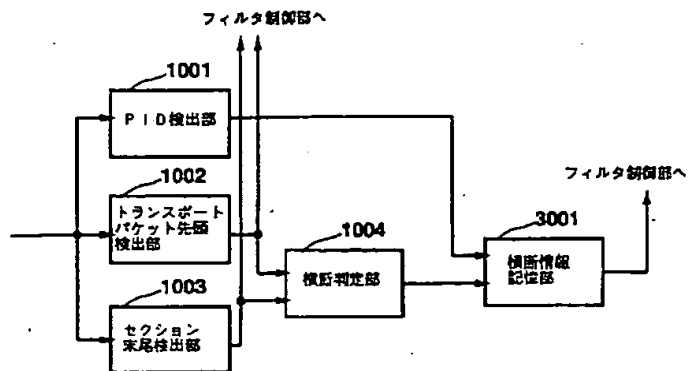 フィルタ制御部へ
1001
PID検出部
1002
トランスポート
パケット先頭
検出部
1003
セクション
末尾検出部
1004
横断判定部
フィルタ制御部へ
3001
横断情報
記憶部